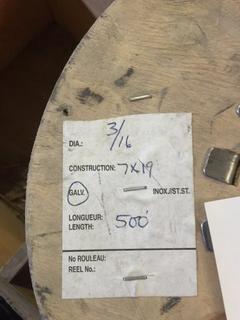 DIA.: 3/16
CONSTRUCTION: 7x19
GALV. INOX./ST.ST.
LONGUEUR:
LENGTH: 500'
No ROULEAU:
REEL No.: